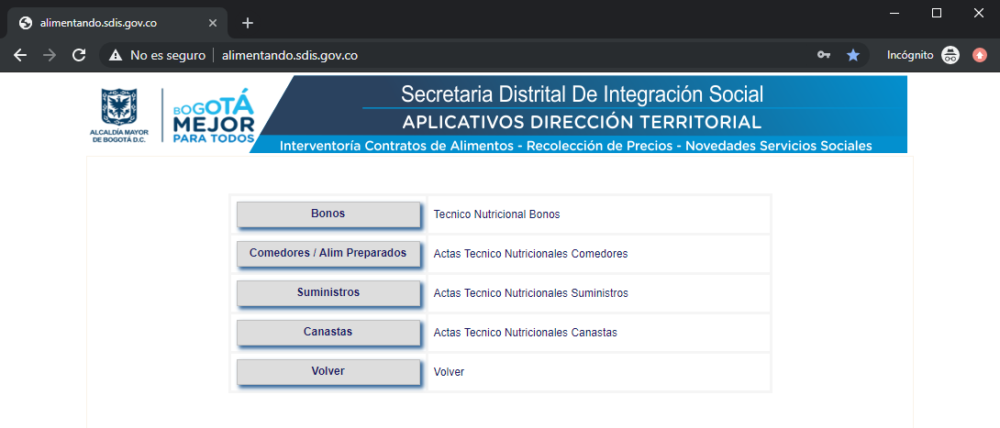 alimentando.sdis.gov.co
No es seguro
alimentando.sdis.gov.co
Incógnito
ALCALDÍA MAYOR
DE BOGOTÁ D.C.
BOGOTÁ
MEJOR
PARA TODOS
Secretaria Distrital De Integración Social
APLICATIVOS DIRECCIÓN TERRITORIAL
Interventoría Contratos de Alimentos - Recolección de Precios - Novedades Servicios Sociales
Bonos Tecnico Nutricional Bonos
Comedores / Alim Preparados Actas Tecnico Nutricionales Comedores
Suministros Actas Tecnico Nutricionales Suministros
Canastas Actas Tecnico Nutricionales Canastas
Volver Volver